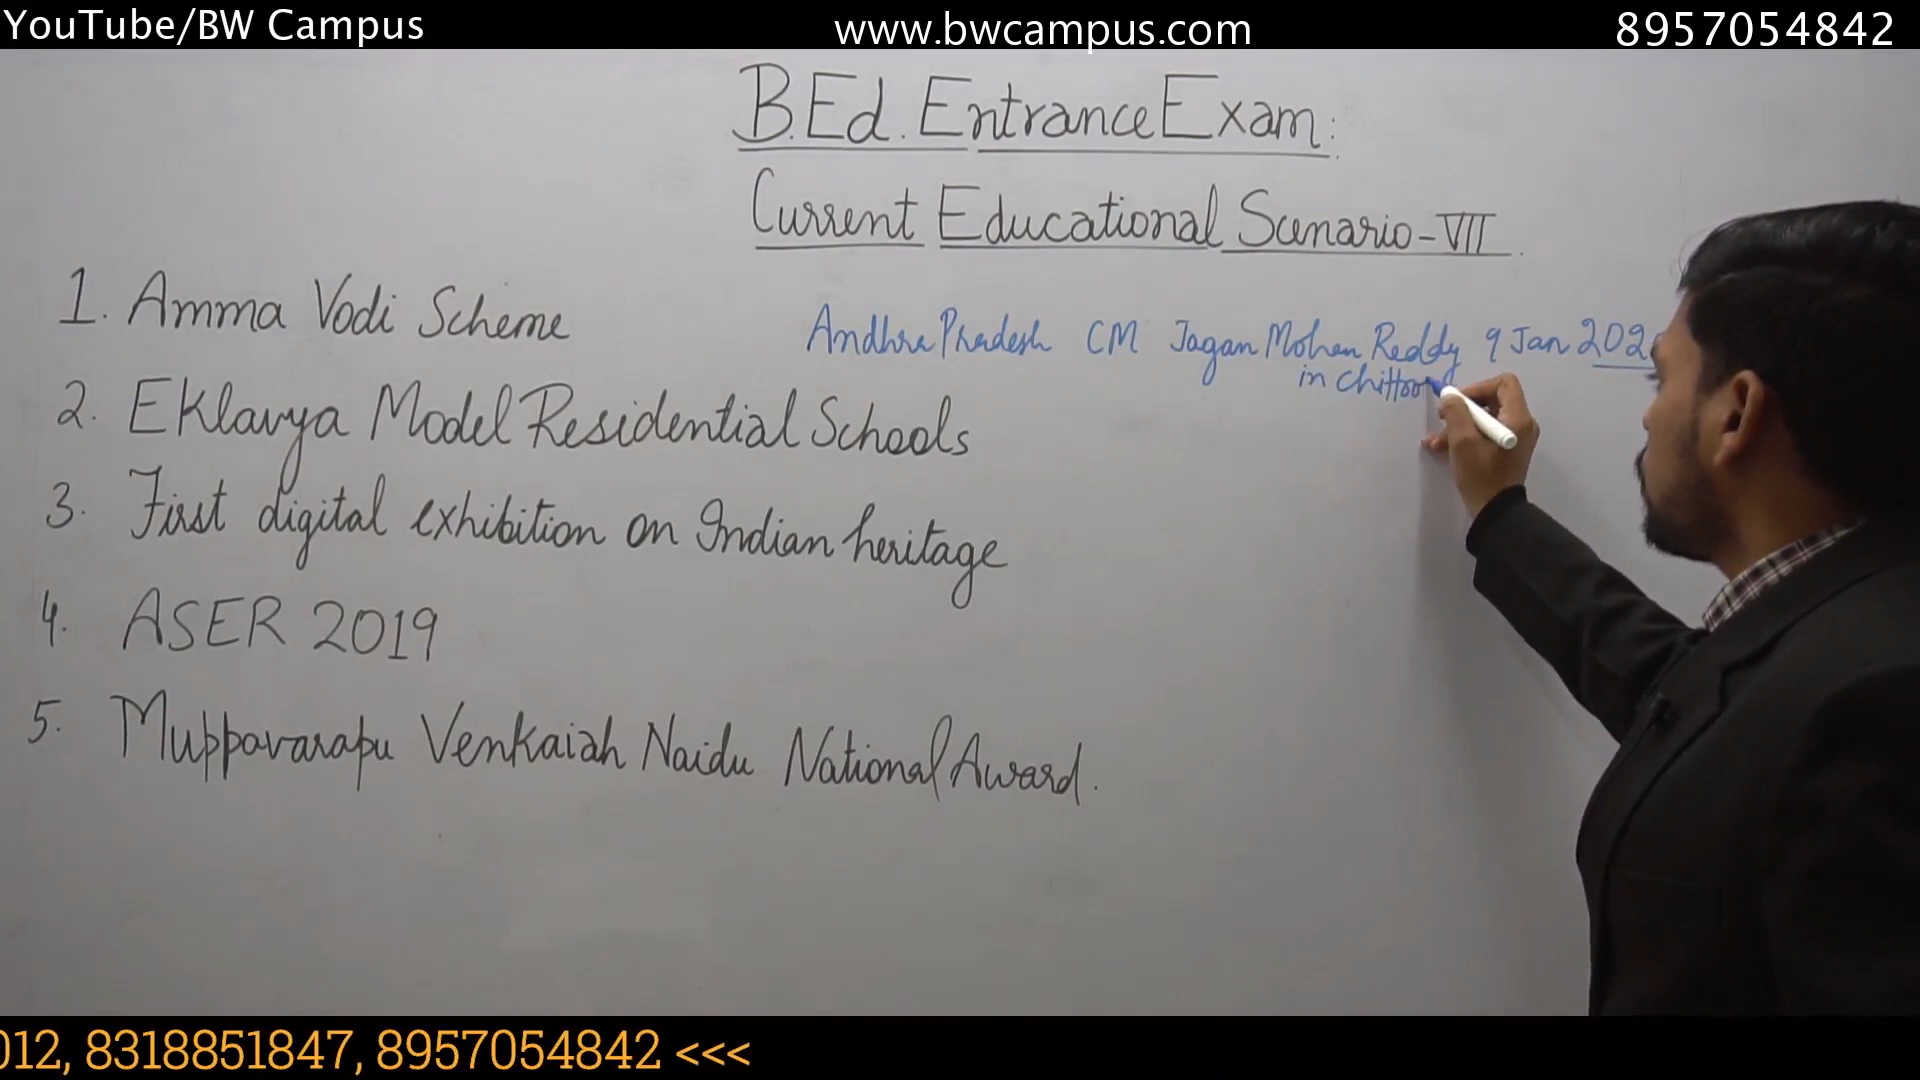 YouTube/BW Campus www.bwcampus.com 8957054842
B.Ed. Entrance Exam:
Current Educational Scenario-VII
1. Amma Vodi Scheme
Andhra Pradesh CM Jagan Mohan Reddy 9 Jan 202
in Chittoor
2. Eklavya Model Residential Schools
3. First digital exhibition on Indian heritage
4. ASER 2019
5. Muppavarapu Venkaiah Naidu National Award.
012, 8318851847, 8957054842 <<<